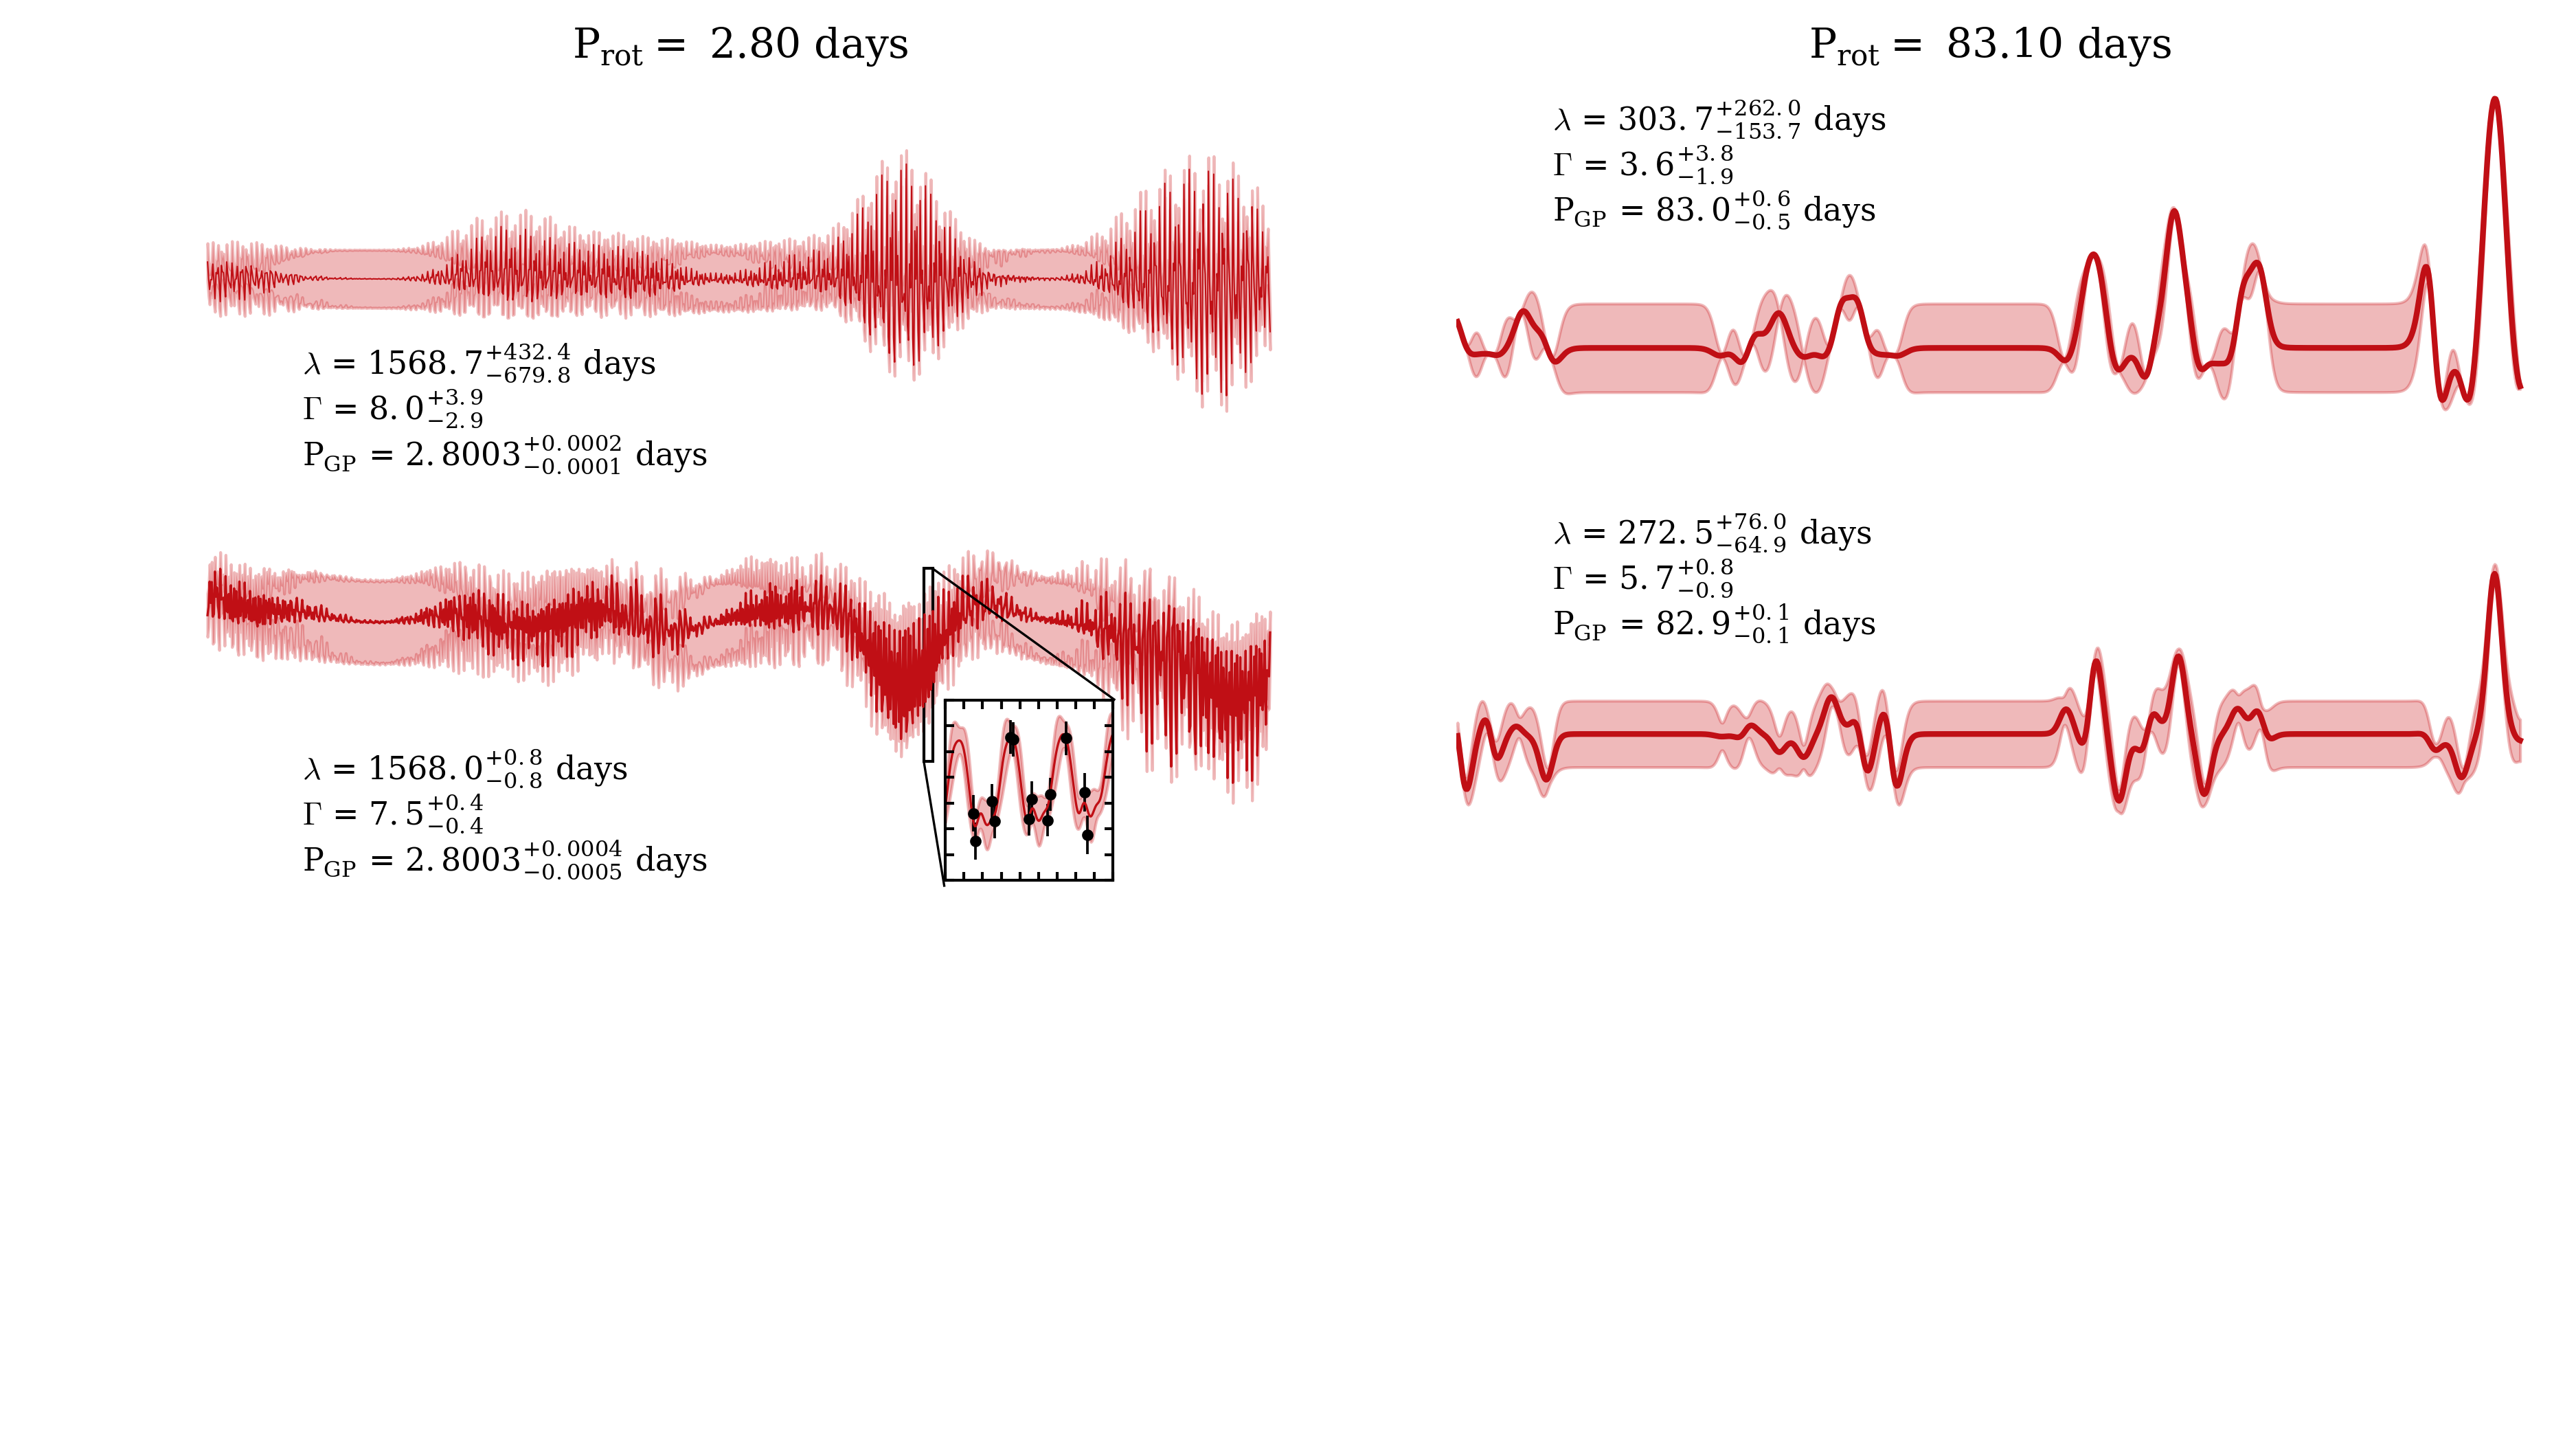 P_rot = 2.80 days
λ = 1568.7^{+432.4}_{−679.8} days
Γ = 8.0^{+3.9}_{−2.9}
P_GP = 2.8003^{+0.0002}_{−0.0001} days
λ = 1568.0^{+0.8}_{−0.8} days
Γ = 7.5^{+0.4}_{−0.4}
P_GP = 2.8003^{+0.0004}_{−0.0005} days
P_rot = 83.10 days
λ = 303.7^{+262.0}_{−153.7} days
Γ = 3.6^{+3.8}_{−1.9}
P_GP = 83.0^{+0.6}_{−0.5} days
λ = 272.5^{+76.0}_{−64.9} days
Γ = 5.7^{+0.8}_{−0.9}
P_GP = 82.9^{+0.1}_{−0.1} days